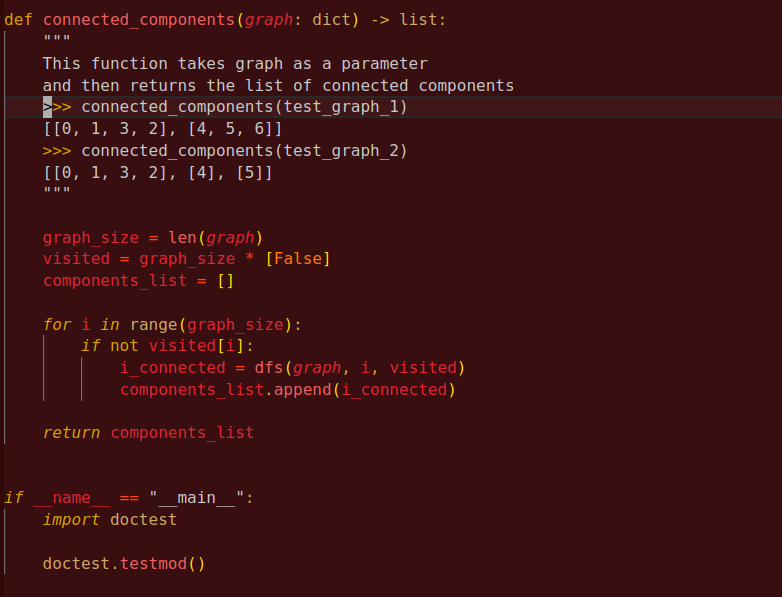 def connected_components(graph: dict) -> list:
    """
    This function takes graph as a parameter
    and then returns the list of connected components
    >>> connected_components(test_graph_1)
    [[0, 1, 3, 2], [4, 5, 6]]
    >>> connected_components(test_graph_2)
    [[0, 1, 3, 2], [4], [5]]
    """

    graph_size = len(graph)
    visited = graph_size * [False]
    components_list = []

    for i in range(graph_size):
        if not visited[i]:
            i_connected = dfs(graph, i, visited)
            components_list.append(i_connected)

    return components_list


if __name__ == "__main__":
    import doctest

    doctest.testmod()